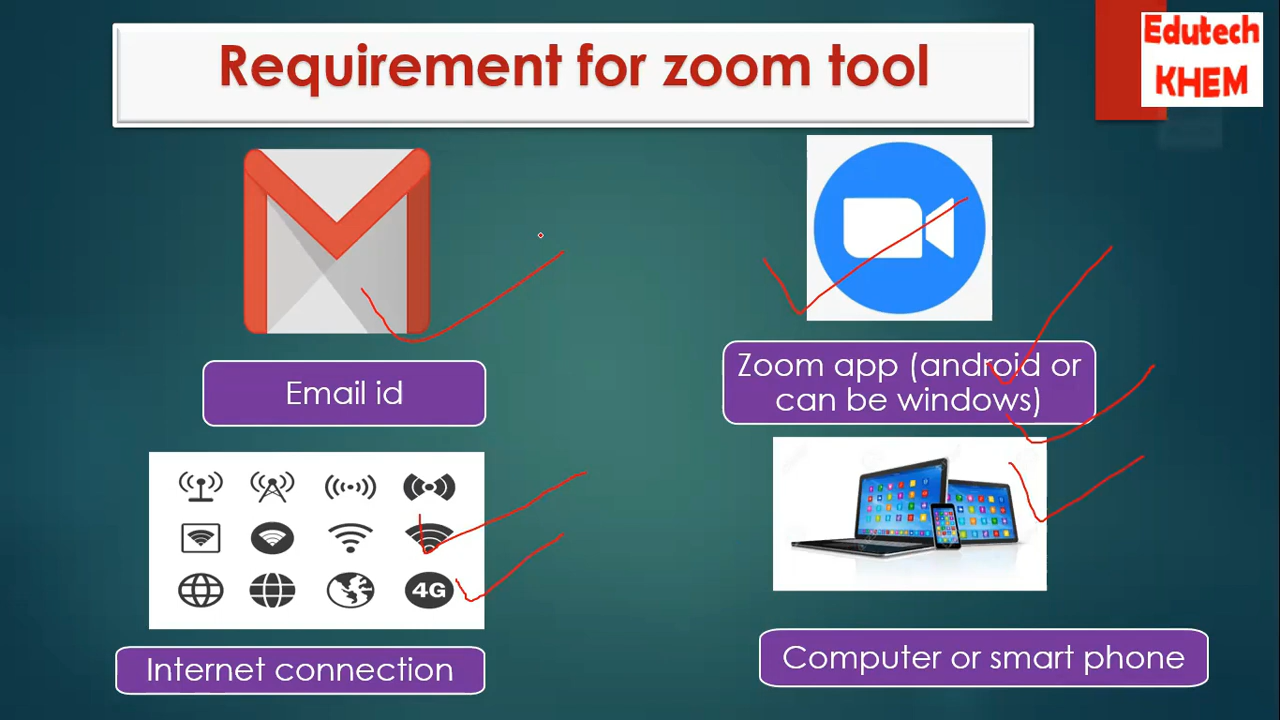 Requirement for zoom tool
Edutech
KHEM
Email id
Zoom app (android or
can be windows)
4G
Internet connection
Computer or smart phone